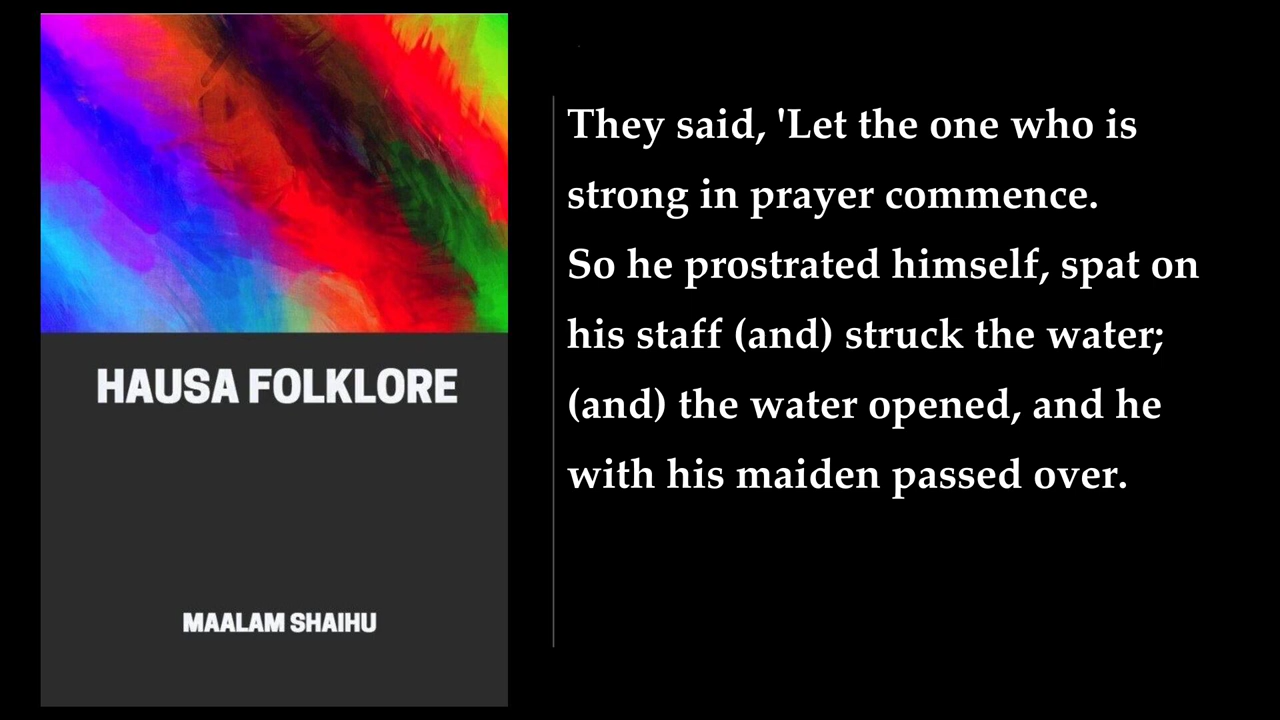 HAUSA FOLKLORE
MAALAM SHAIHU
They said, 'Let the one who is
strong in prayer commence.
So he prostrated himself, spat on
his staff (and) struck the water;
(and) the water opened, and he
with his maiden passed over.